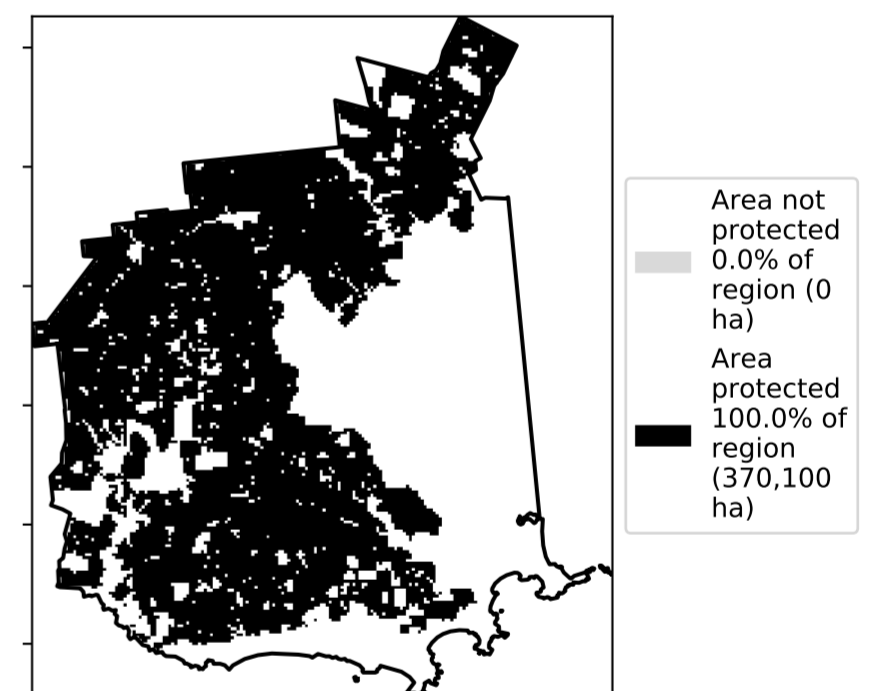 Area not
protected
0.0% of
region (0
ha)
Area
protected
100.0% of
region
(370,100
ha)